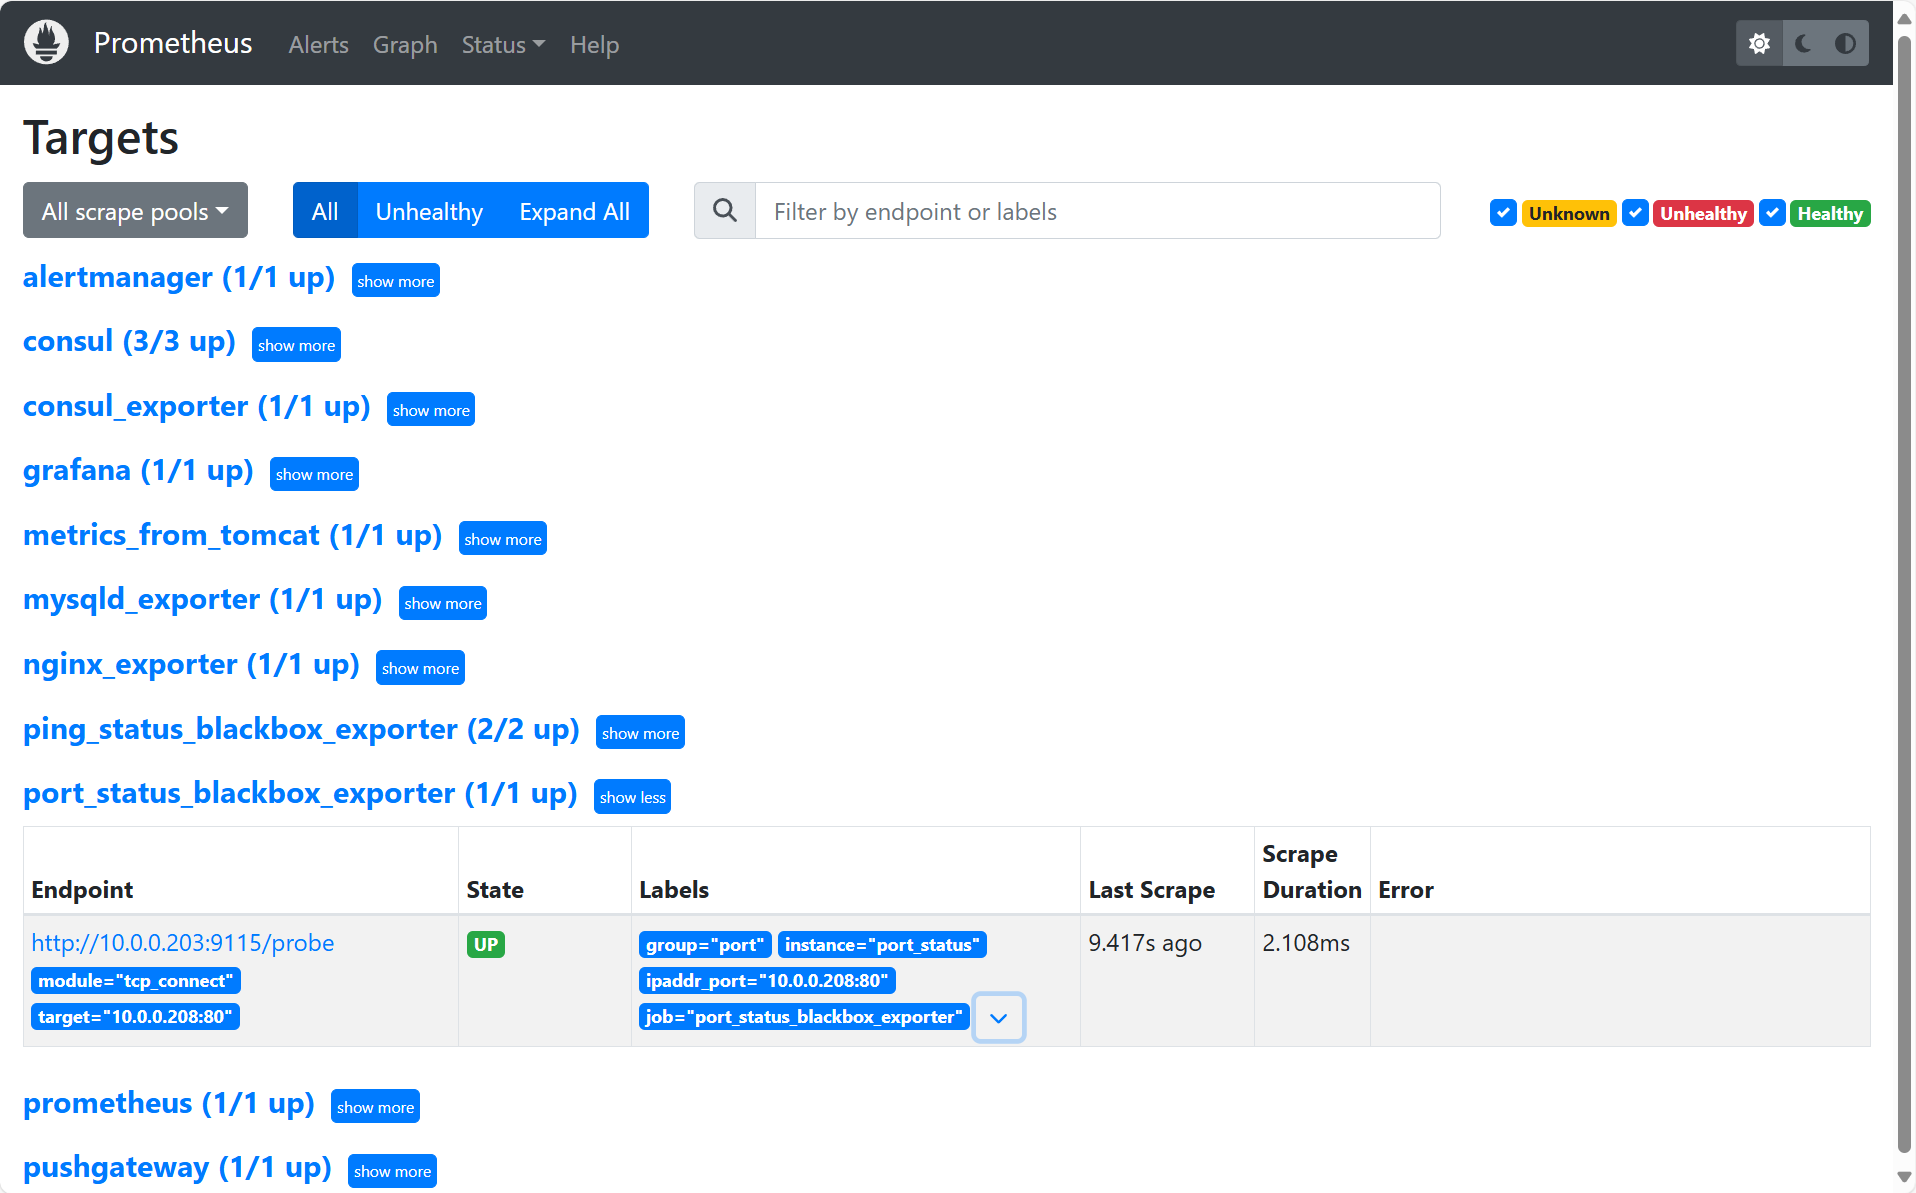 Prometheus Alerts Graph Status Help
Targets
All scrape pools All Unhealthy Expand All Filter by endpoint or labels Unknown Unhealthy Healthy
alertmanager (1/1 up) show more
consul (3/3 up) show more
consul_exporter (1/1 up) show more
grafana (1/1 up) show more
metrics_from_tomcat (1/1 up) show more
mysqld_exporter (1/1 up) show more
nginx_exporter (1/1 up) show more
ping_status_blackbox_exporter (2/2 up) show more
port_status_blackbox_exporter (1/1 up) show less
Endpoint State Labels Last Scrape Scrape Duration Error
http://10.0.0.203:9115/probe UP group="port" instance="port_status" 9.417s ago 2.108ms
module="tcp_connect" ipaddr_port="10.0.0.208:80"
target="10.0.0.208:80" job="port_status_blackbox_exporter"
prometheus (1/1 up) show more
pushgateway (1/1 up) show more